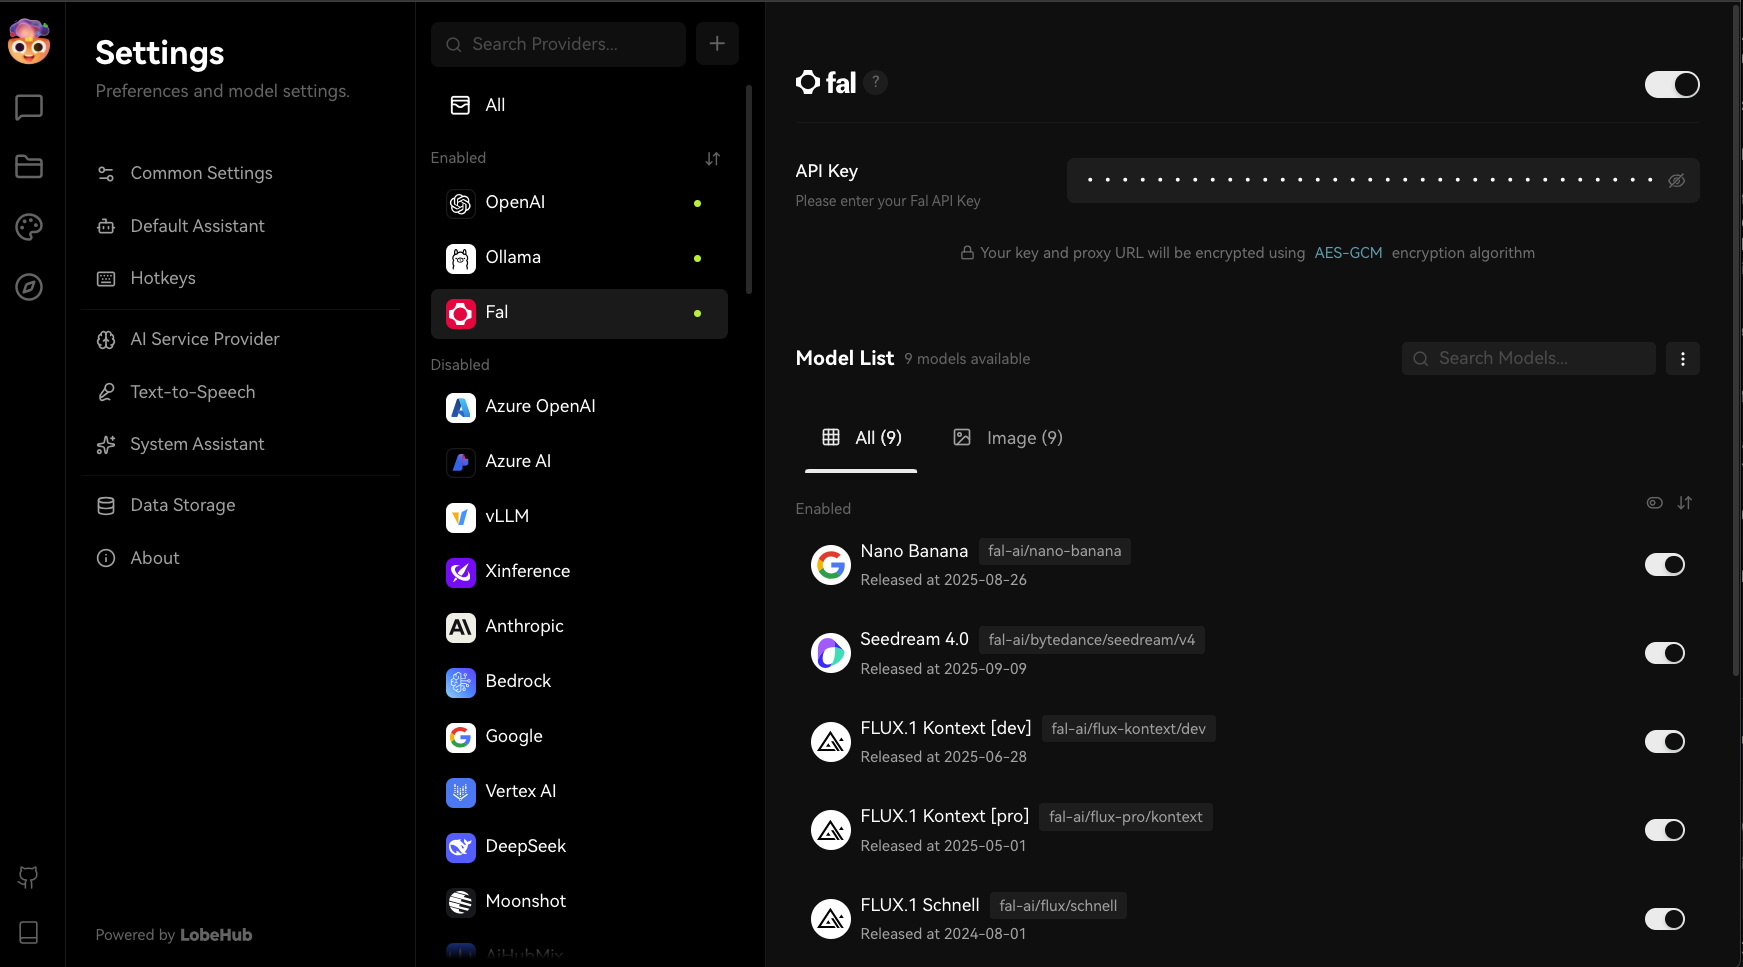 Settings
Preferences and model settings.
Common Settings
Default Assistant
Hotkeys
AI Service Provider
Text-to-Speech
System Assistant
Data Storage
About
Powered by LobeHub
Search Providers...
All
Enabled
OpenAI
Ollama
Fal
Disabled
Azure OpenAI
Azure AI
vLLM
Xinference
Anthropic
Bedrock
Google
Vertex AI
DeepSeek
Moonshot
AiHubMix
fal ?
API Key
Please enter your Fal API Key
Your key and proxy URL will be encrypted using AES-GCM encryption algorithm
Model List 9 models available
Search Models...
All (9) Image (9)
Enabled
Nano Banana fal-ai/nano-banana
Released at 2025-08-26
Seedream 4.0 fal-ai/bytedance/seedream/v4
Released at 2025-09-09
FLUX.1 Kontext [dev] fal-ai/flux-kontext/dev
Released at 2025-06-28
FLUX.1 Kontext [pro] fal-ai/flux-pro/kontext
Released at 2025-05-01
FLUX.1 Schnell fal-ai/flux/schnell
Released at 2024-08-01